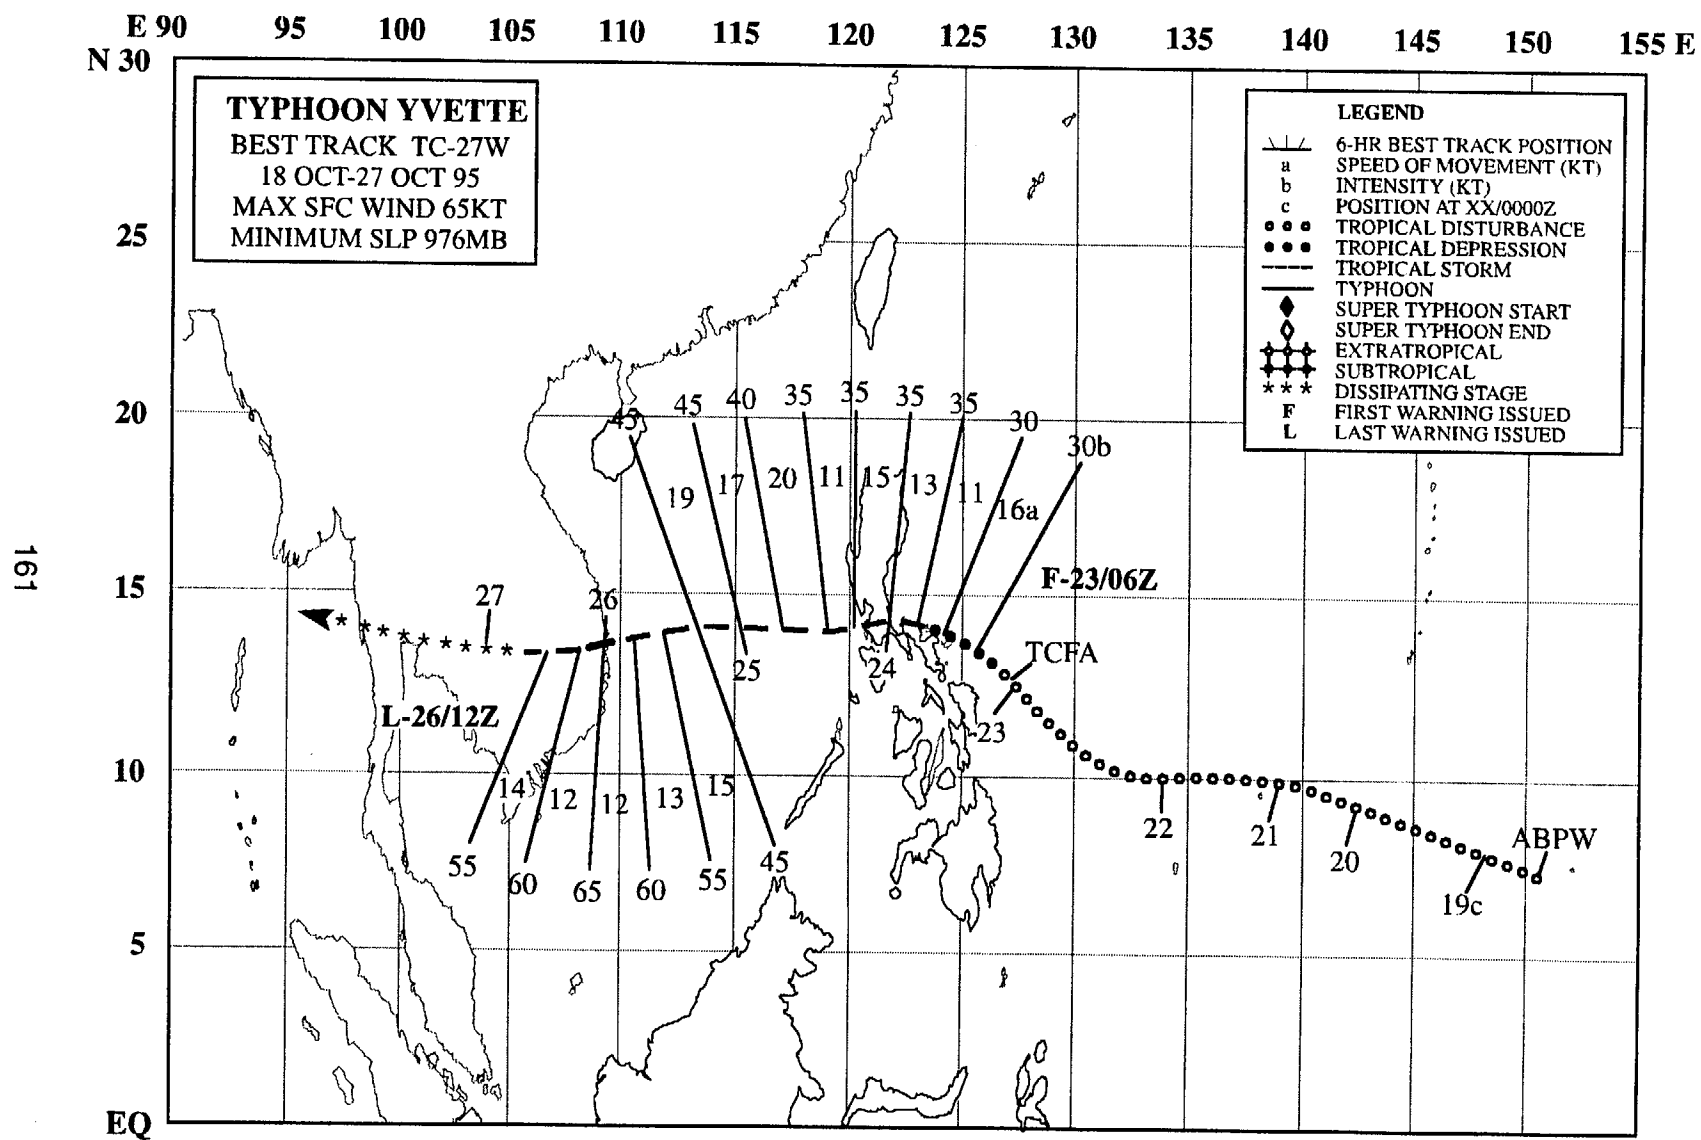 E 90 95 100 105 110 115 120 125 130 135 140 145 150 155 E
N 30
TYPHOON YVETTE
BEST TRACK TC-27W
18 OCT-27 OCT 95
MAX SFC WIND 65KT
MINIMUM SLP 976MB
LEGEND
6-HR BEST TRACK POSITION
a SPEED OF MOVEMENT (KT)
b INTENSITY (KT)
c POSITION AT XX/0000Z
TROPICAL DISTURBANCE
TROPICAL DEPRESSION
TROPICAL STORM
TYPHOON
SUPER TYPHOON START
SUPER TYPHOON END
EXTRATROPICAL
SUBTROPICAL
* * * DISSIPATING STAGE
F FIRST WARNING ISSUED
L LAST WARNING ISSUED
25
20
45 45 40 35 35 35 35 30 30b
19 17 20 11 15 13 11 16a
161
15
27 26 F-23/06Z
TCFA
25 24 23
L-26/12Z
10
14 12 12 13 15
22 21 20 19c ABPW
55 60 65 60 55 45
5
EQ